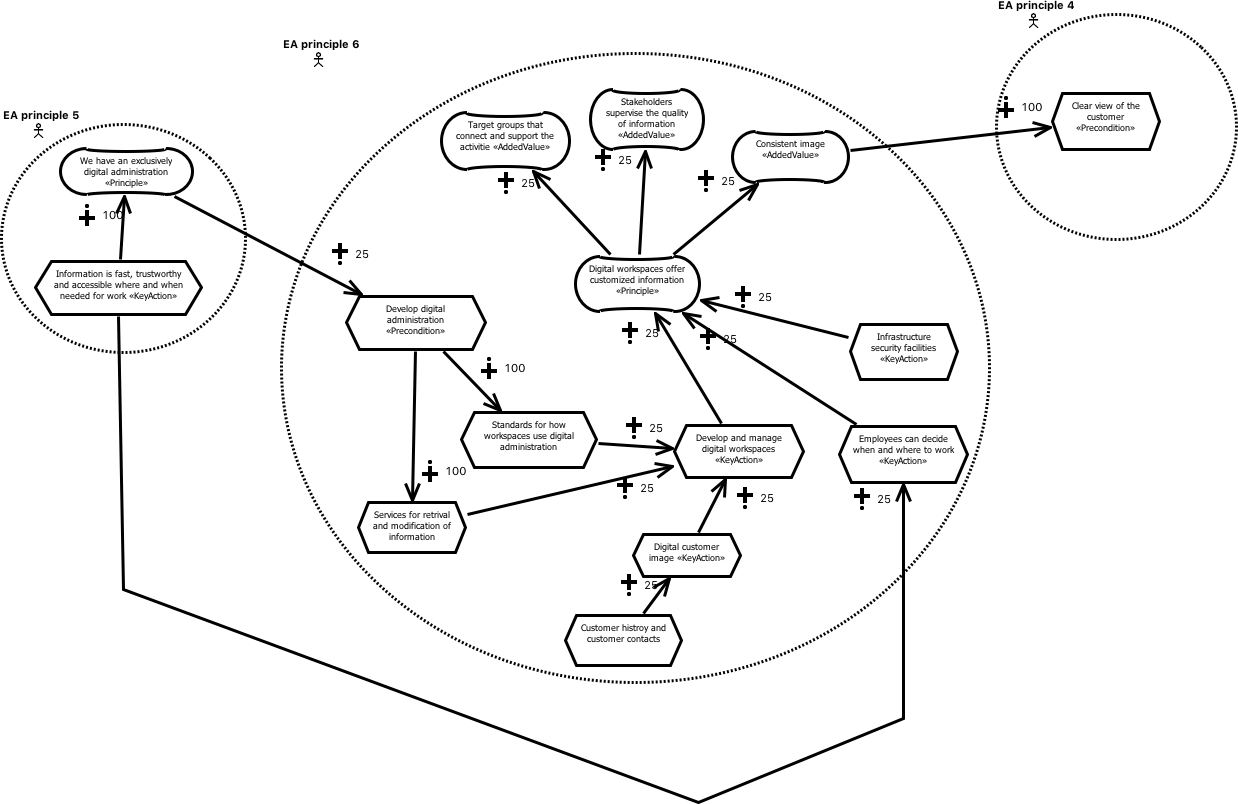 EA principle 4
EA principle 6
EA principle 5
100
Clear view of the
customer
«Precondition»
Stakeholders
supervise the quality
of information
«AddedValue»
25
Target groups that
connect and support the
activitie «AddedValue»
25
Consistent image
«AddedValue»
25
We have an exclusively
digital administration
«Principle»
100
25
Information is fast, trustworthy
and accessible where and when
needed for work «KeyAction»
Digital workspaces offer
customized information
«Principle»
25
25
25
Develop digital
administration
«Precondition»
Infrastructure
security facilities
«KeyAction»
100
Standards for how
workspaces use digital
administration
25
Develop and manage
digital workspaces
«KeyAction»
Employees can decide
when and where to work
«KeyAction»
100
25
25
25
Services for retrival
and modification of
information
Digital customer
image «KeyAction»
25
Customer histroy and
customer contacts